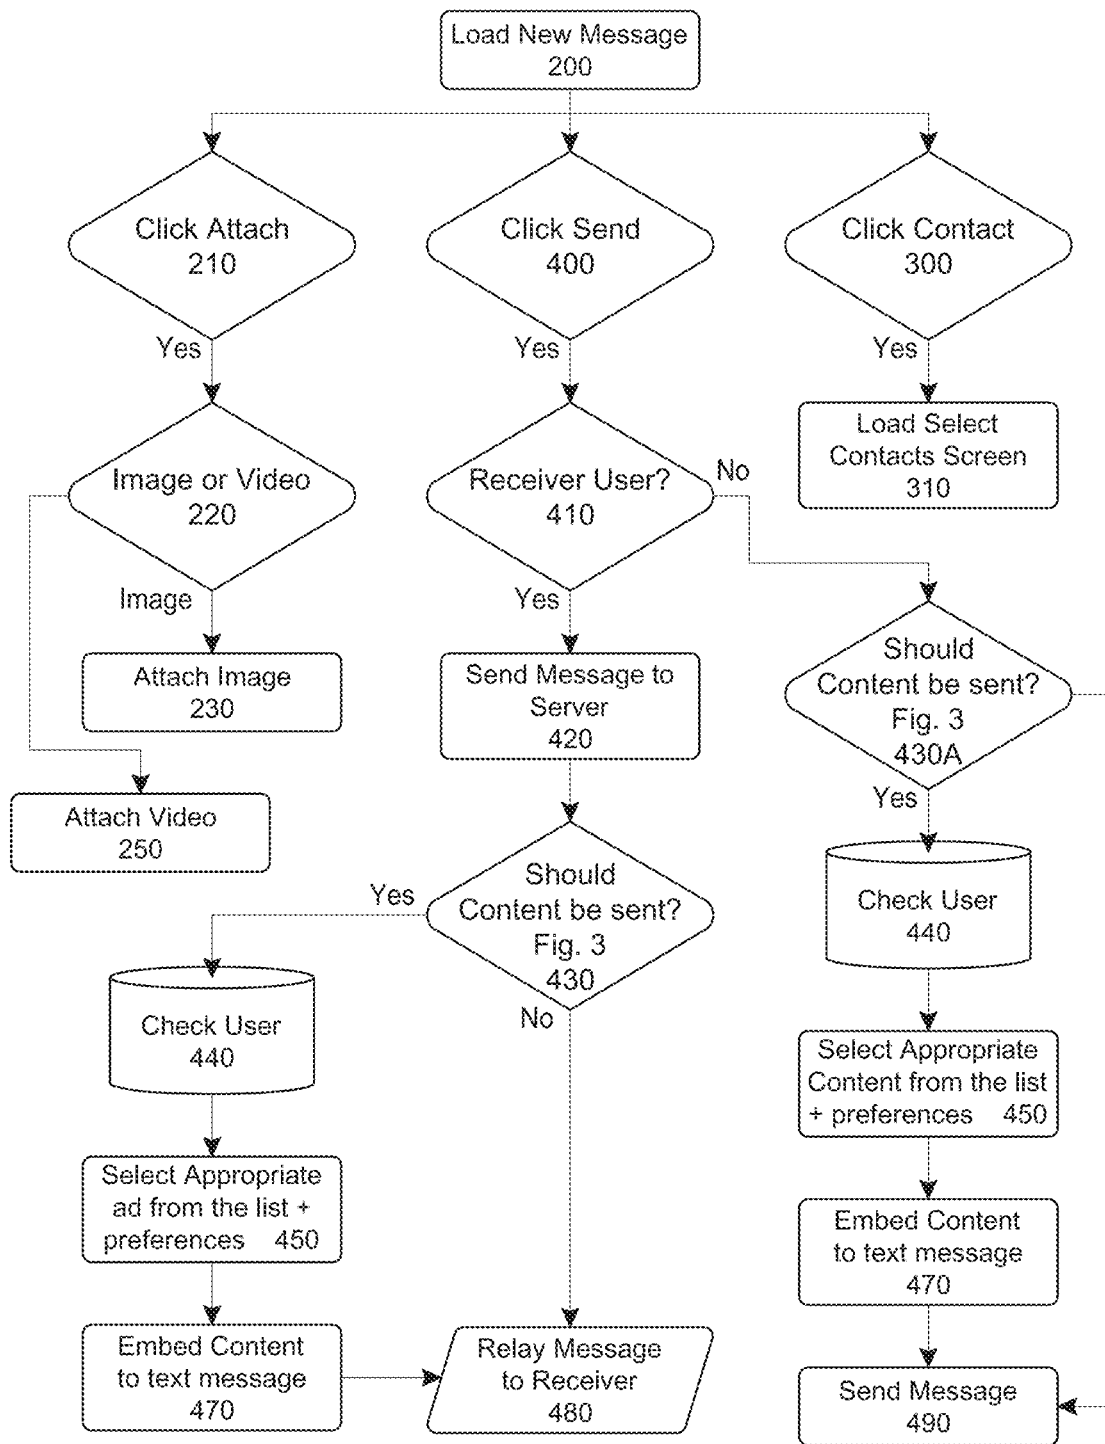 Load New Message
200
Click Attach
210
Click Send
400
Click Contact
300
Yes
Yes
Yes
Image or Video
220
Receiver User?
410
No
Load Select
Contacts Screen
310
Image
Yes
Attach Image
230
Send Message to
Server
420
Should
Content be sent?
Fig. 3
430A
Yes
Attach Video
250
Yes
Should
Content be sent?
Fig. 3
430
No
Check User
440
Check User
440
Select Appropriate
Content from the list
+ preferences 450
Select Appropriate
ad from the list +
preferences 450
Embed Content
to text message
470
Embed Content
to text message
470
Relay Message
to Receiver
480
Send Message
490